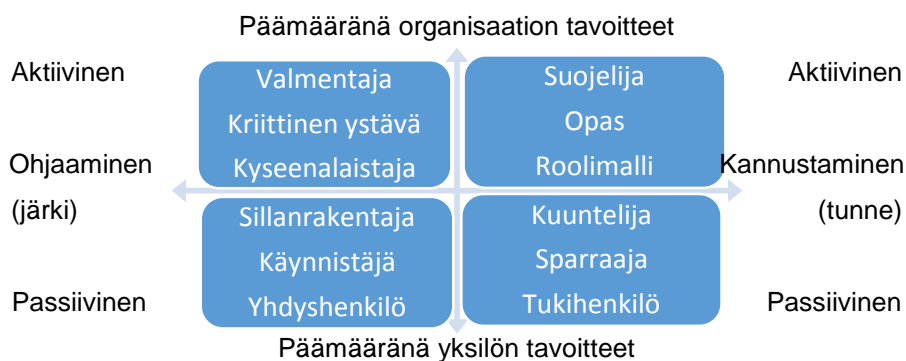 Päämääränä organisaation tavoitteet
Aktiivinen
Valmentaja
Kriittinen ystävä
Kyseenalaistaja
Suojelija
Opas
Roolimalli
Aktiivinen
Ohjaaminen
(järki)
Kannustaminen
(tunne)
Sillanrakentaja
Käynnistäjä
Yhdyshenkilö
Kuuntelija
Sparraaja
Tukihenkilö
Passiivinen
Passiivinen
Päämääränä yksilön tavoitteet